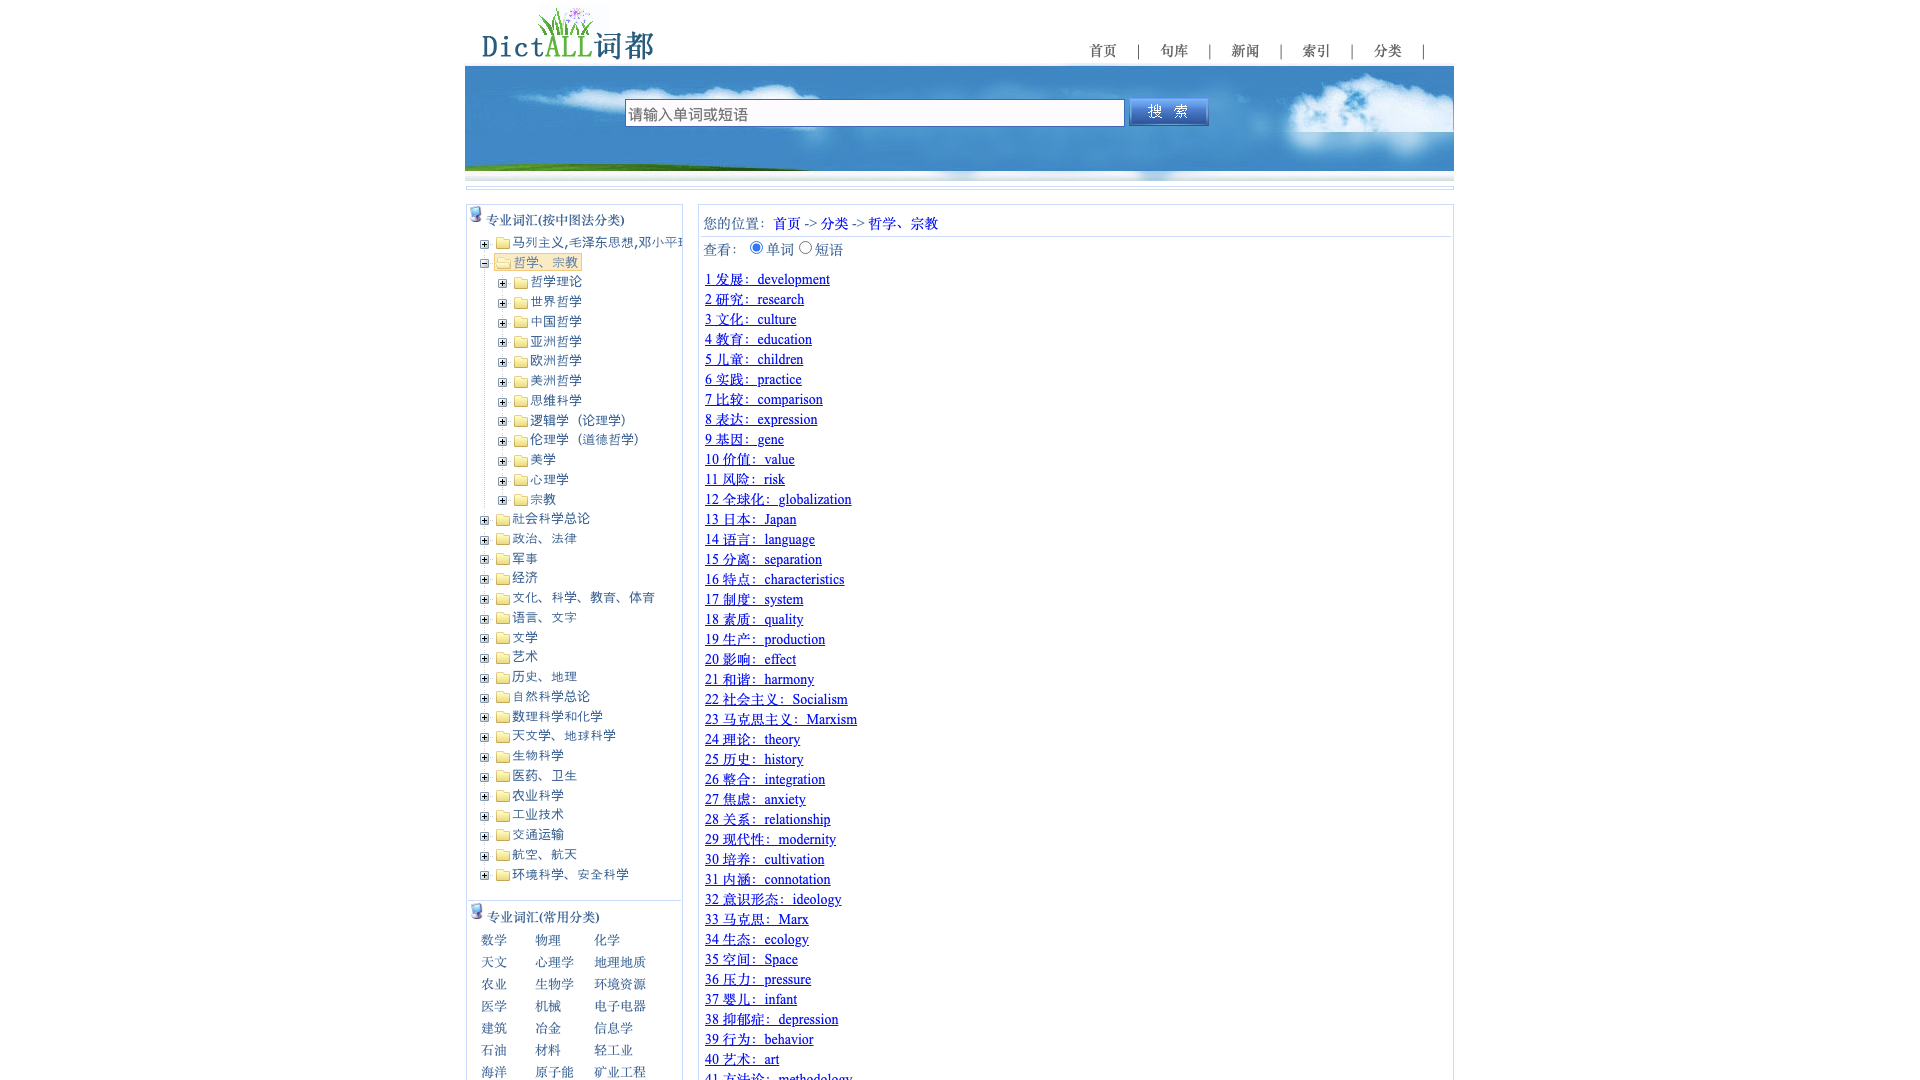 DictALL词都
首页 | 句库 | 新闻 | 索引 | 分类 |
请输入单词或短语 搜 索
专业词汇(按中图法分类)
马列主义,毛泽东思想,邓小平
哲学、宗教
哲学理论
世界哲学
中国哲学
亚洲哲学
欧洲哲学
美洲哲学
思维科学
逻辑学（论理学）
伦理学（道德哲学）
美学
心理学
宗教
社会科学总论
政治、法律
军事
经济
文化、科学、教育、体育
语言、文字
文学
艺术
历史、地理
自然科学总论
数理科学和化学
天文学、地球科学
生物科学
医药、卫生
农业科学
工业技术
交通运输
航空、航天
环境科学、安全科学
专业词汇(常用分类)
数学 物理 化学
天文 心理学 地理地质
农业 生物学 环境资源
医学 机械 电子电器
建筑 冶金 信息学
石油 材料 轻工业
海洋 原子能 矿业工程
您的位置：首页 -> 分类 -> 哲学、宗教
查看： 单词 短语
1 发展：development
2 研究：research
3 文化：culture
4 教育：education
5 儿童：children
6 实践：practice
7 比较：comparison
8 表达：expression
9 基因：gene
10 价值：value
11 风险：risk
12 全球化：globalization
13 日本：Japan
14 语言：language
15 分离：separation
16 特点：characteristics
17 制度：system
18 素质：quality
19 生产：production
20 影响：effect
21 和谐：harmony
22 社会主义：Socialism
23 马克思主义：Marxism
24 理论：theory
25 历史：history
26 整合：integration
27 焦虑：anxiety
28 关系：relationship
29 现代性：modernity
30 培养：cultivation
31 内涵：connotation
32 意识形态：ideology
33 马克思：Marx
34 生态：ecology
35 空间：Space
36 压力：pressure
37 婴儿：infant
38 抑郁症：depression
39 行为：behavior
40 艺术：art
41 方法论：methodology